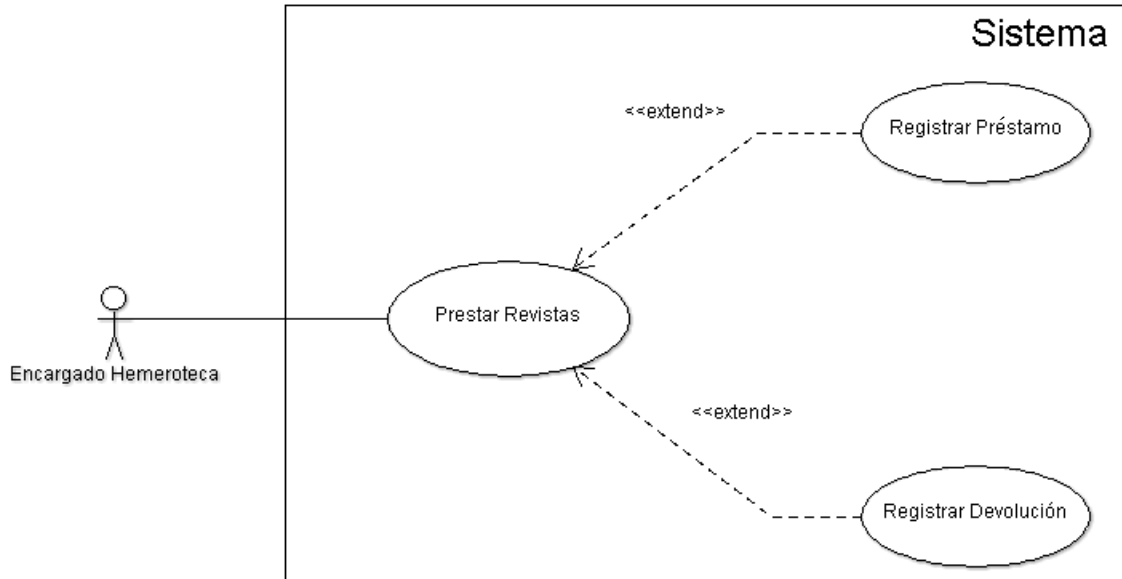 Sistema
<<extend>>
Registrar Préstamo
Prestar Revistas
Encargado Hemeroteca
<<extend>>
Registrar Devolución